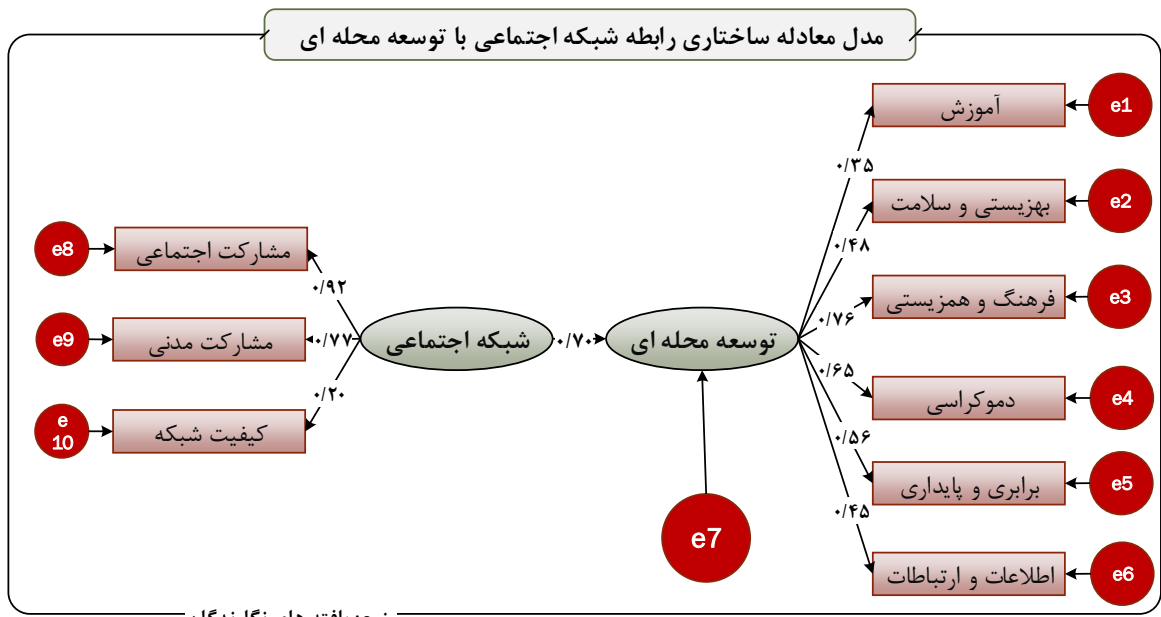 مدل معادله ساختاری رابطه شبکه اجتماعی با توسعه محله ای
آموزش
e1
۰/۳۵
بهزیستی و سلامت
e2
۰/۴۸
فرهنگ و همزیستی
e3
۰/۷۶
دموکراسی
e4
۰/۶۵
برابری و پایداری
e5
۰/۵۶
اطلاعات و ارتباطات
e6
۰/۴۵
توسعه محله ای
e7
۰/۷۰
شبکه اجتماعی
۰/۹۲
مشارکت اجتماعی
e8
۰/۷۷
مشارکت مدنی
e9
۰/۲۰
کیفیت شبکه
e
10